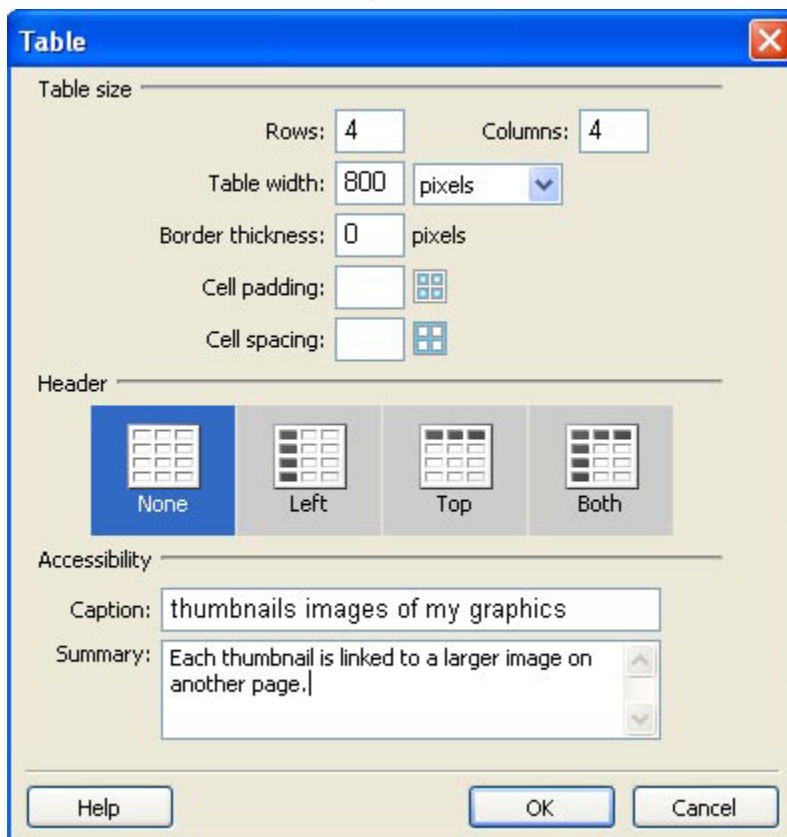 Table
Table size
Rows: 4 Columns: 4
Table width: 800 pixels
Border thickness: 0 pixels
Cell padding:
Cell spacing:
Header
None Left Top Both
Accessibility
Caption: thumbnails images of my graphics
Summary: Each thumbnail is linked to a larger image on
another page.
Help OK Cancel